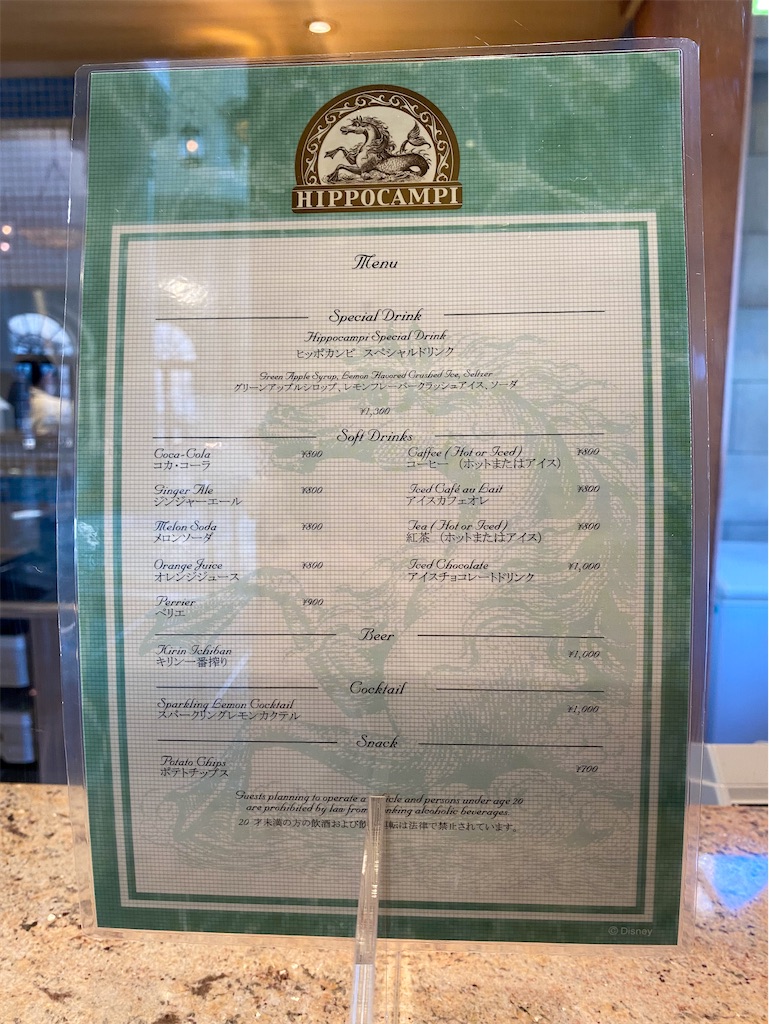 HIPPOCAMPI
Menu
Special Drink
Hippocampi Special Drink
ヒッポカンピ スペシャルドリンク
Green Apple Syrup, Lemon Flavored Crushed Ice, Seltzer
グリーンアップルシロップ、レモンフレーバークラッシュアイス、ソーダ
¥1,300
Soft Drinks
Coca-Cola ¥800
コカ・コーラ
Ginger Ale ¥800
ジンジャーエール
Melon Soda ¥800
メロンソーダ
Orange Juice ¥800
オレンジジュース
Perrier ¥900
ペリエ
Caffee (Hot or Iced) ¥800
コーヒー (ホットまたはアイス)
Iced Café au Lait ¥800
アイスカフェオレ
Tea (Hot or Iced) ¥800
紅茶 (ホットまたはアイス)
Iced Chocolate ¥1,000
アイスチョコレートドリンク
Beer
Kirin Ichiban ¥1,000
キリン一番搾り
Cocktail
Sparkling Lemon Cocktail ¥1,000
スパークリングレモンカクテル
Snack
Potato Chips ¥700
ポテトチップス
Guests planning to operate a icle and persons under age 20
are prohibited by law from nking alcoholic beverages.
20 才未満の方の飲酒および飲 転は法律で禁止されています。
© Disney